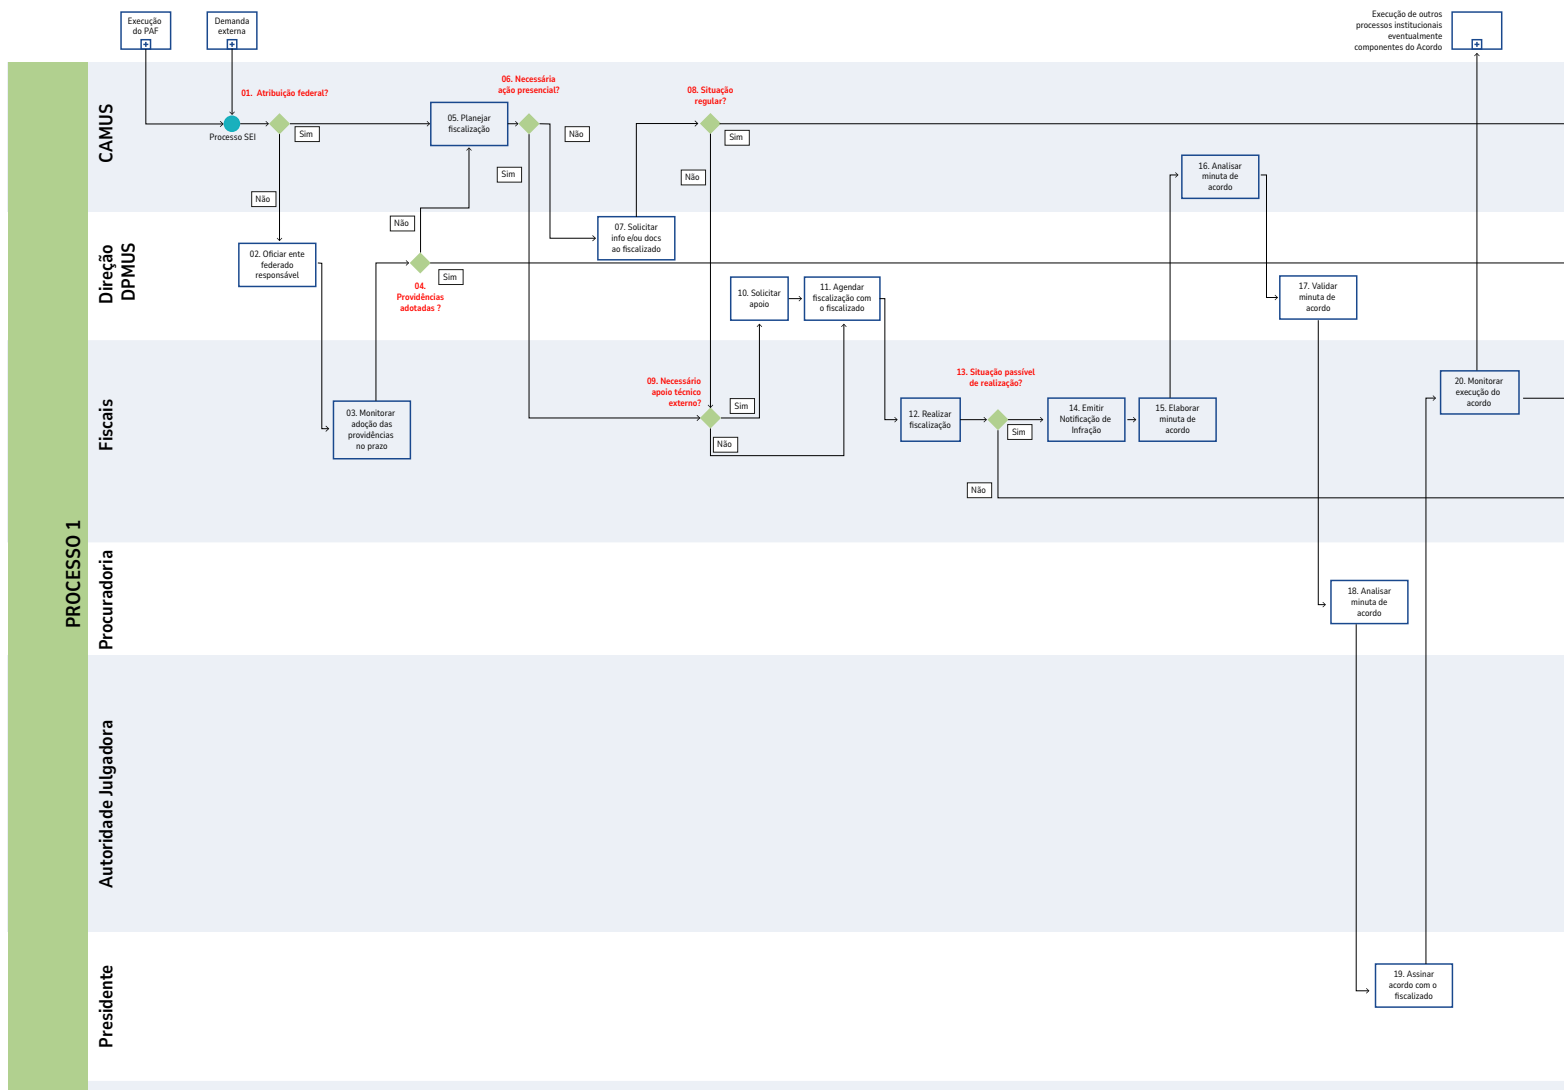 Execução
do PAF
Demanda
externa
Execução de outros
processos institucionais
eventualmente
componentes do Acordo
PROCESSO 1
CAMUS
01.  Atribuição federal?
Processo SEI
Sim
Não
05. Planejar
fiscalização
06. Necessária
ação presencial?
Não
Sim
08. Situação
regular?
Sim
Não
16. Analisar
minuta de
acordo
Direção
DPMUS
02. Oficiar ente
federado
responsável
Não
Sim
04.
Providências
adotadas ?
07. Solicitar
info e/ou docs
ao fiscalizado
10. Solicitar
apoio
11. Agendar
fiscalização com
o fiscalizado
17. Validar
minuta de
acordo
Fiscais
03. Monitorar
adoção das
providências
no prazo
09. Necessário
apoio técnico
externo?
Sim
Não
12. Realizar
fiscalização
13. Situação passível
de realização?
Sim
Não
14. Emitir
Notificação de
Infração
15. Elaborar
minuta de
acordo
20. Monitorar
execução do
acordo
Procuradoria
18. Analisar
minuta de
acordo
Autoridade Julgadora
Presidente
19. Assinar
acordo com o
fiscalizado